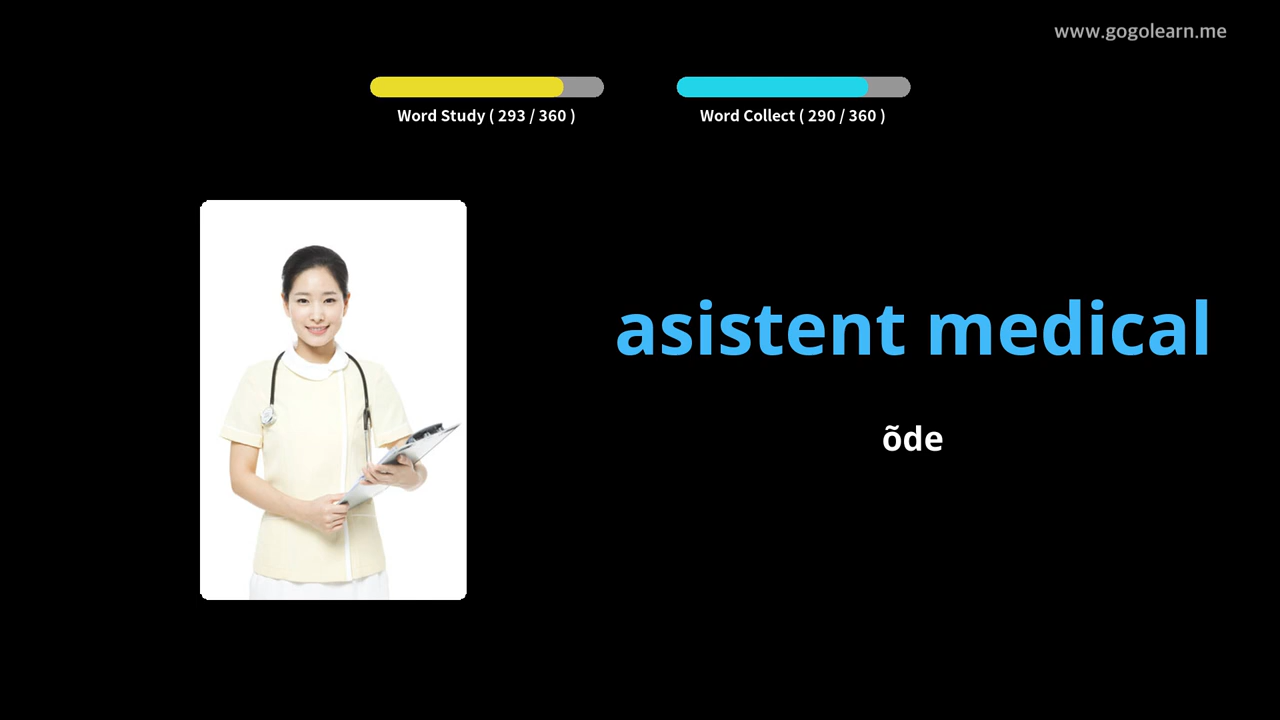 www.gogolearn.me
Word Study ( 293 / 360 )
Word Collect ( 290 / 360 )
asistent medical
õde